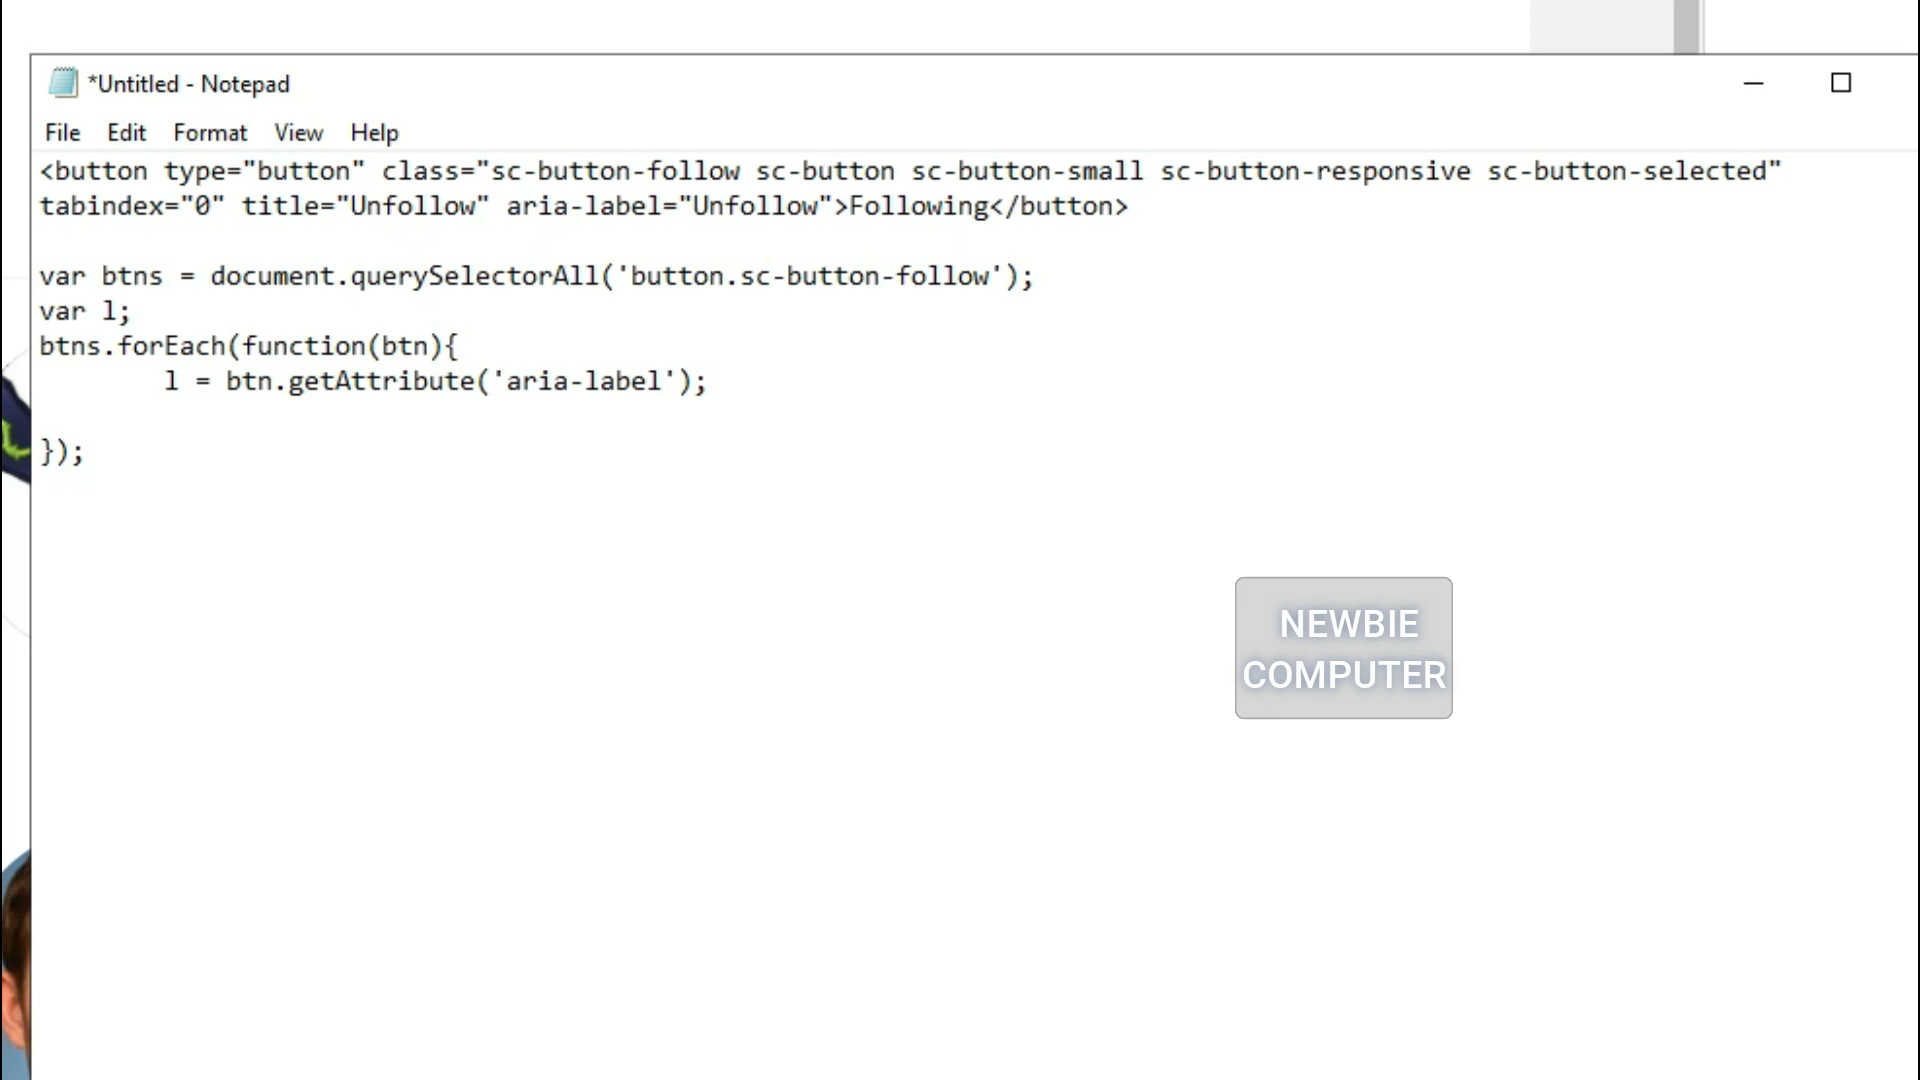 *Untitled - Notepad
File Edit Format View Help
<button type="button" class="sc-button-follow sc-button sc-button-small sc-button-responsive sc-button-selected"
tabindex="0" title="Unfollow" aria-label="Unfollow">Following</button>
var btns = document.querySelectorAll('button.sc-button-follow');
var l;
btns.forEach(function(btn){
l = btn.getAttribute('aria-label');
});
NEWBIE
COMPUTER